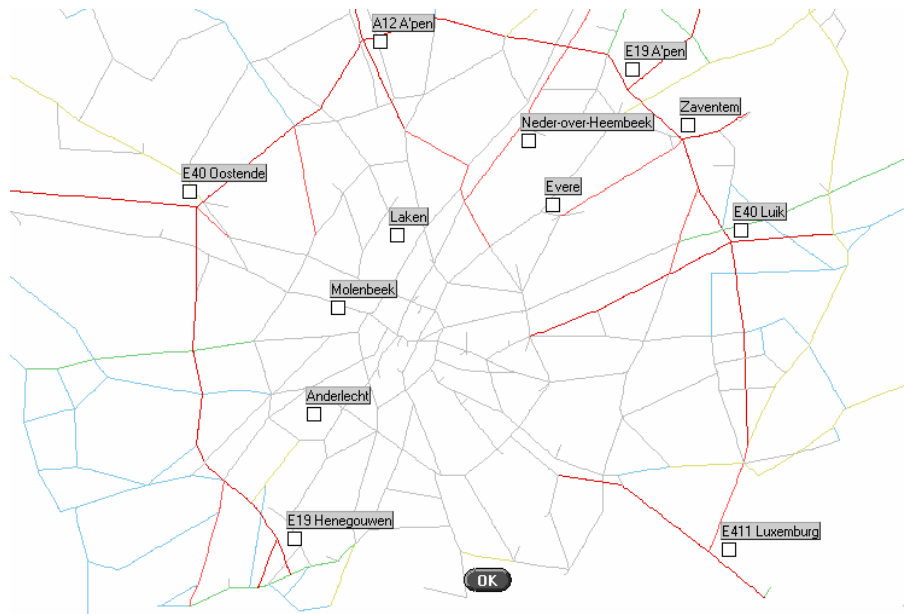 A12 A'pen
E19 A'pen
Zaventem
Neder-over-Heembeek
E40 Oostende
Evere
Laken
E40 Luik
Molenbeek
Anderlecht
E19 Henegouwen
E411 Luxemburg
OK